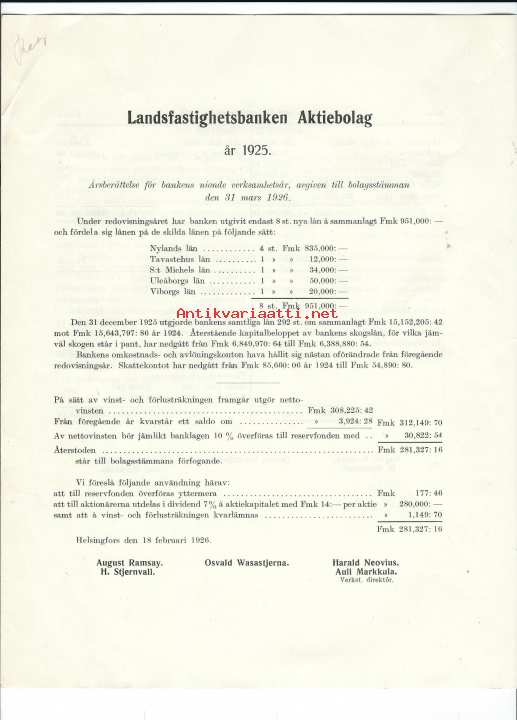 Landsfastighetsbanken Aktiebolag
år 1925.
Årsberättelse för bankens nionde verksamhetsår, avgiven till bolagsstämman
den 31 mars 1926.
Under redovisningsåret har banken utgivit endast 8 st. nya lån å sammanlagt Fmk 951,000: —
och fördela sig lånen på de skilda länen på följande sätt:
Nylands län ............ 4 st. Fmk 835,000: —
Tavastehus län .......... 1 » » 12,000: —
S:t Michels län .......... 1 » » 34,000: —
Uleåborgs län ........... 1 » » 50,000: —
Viborgs län ............ 1 » » 20,000: —
8 st. Fmk 951,000: —
Antikvariaatti.net
Den 31 december 1925 utgjorde bankens samtliga lån 292 st. om sammanlagt Fmk 15,152,205: 42
mot Fmk 15,643,797: 86 år 1924. Återstående kapitalbeloppet av bankens skogslån, för vilka jäm-
väl skogen står i pant, har nedgått från Fmk 6,849,970: 64 till Fmk 6,388,880: 54.
Bankens omkostnads- och avlöningskonton hava hållit sig nästan oförändrade från föregående
redovisningsår. Skattekontot har nedgått från Fmk 85,660: 06 år 1924 till Fmk 54,890: 80.
På sätt av vinst- och förlusträkningen framgår utgör netto-
vinsten ........................................ Fmk 308,225: 42
Från föregående år kvarstår ett saldo om ............... » 3,924: 28 Fmk 312,149: 70
Av nettovinsten bör jämlikt banklagen 10 % överföras till reservfonden med .. » 30,822: 54
Återstoden ............................................................ Fmk 281,327: 16
står till bolagsstämmans förfogande.
Vi föreslå följande användning härav:
att till reservfonden överföras yttermera ............................... Fmk 177: 46
att till aktionärerna utdelas i dividend 7 % å aktiekapitalet med Fmk 14: — per aktie » 280,000: —
samt att å vinst- och förlusträkningen kvarlämnas ....................... » 1,149: 70
Fmk 281,327: 16
Helsingfors den 18 februari 1926.
August Ramsay. Osvald Wasastjerna. Harald Neovius.
H. Stjernvall. Auli Markkula.
Verkst. direktör.